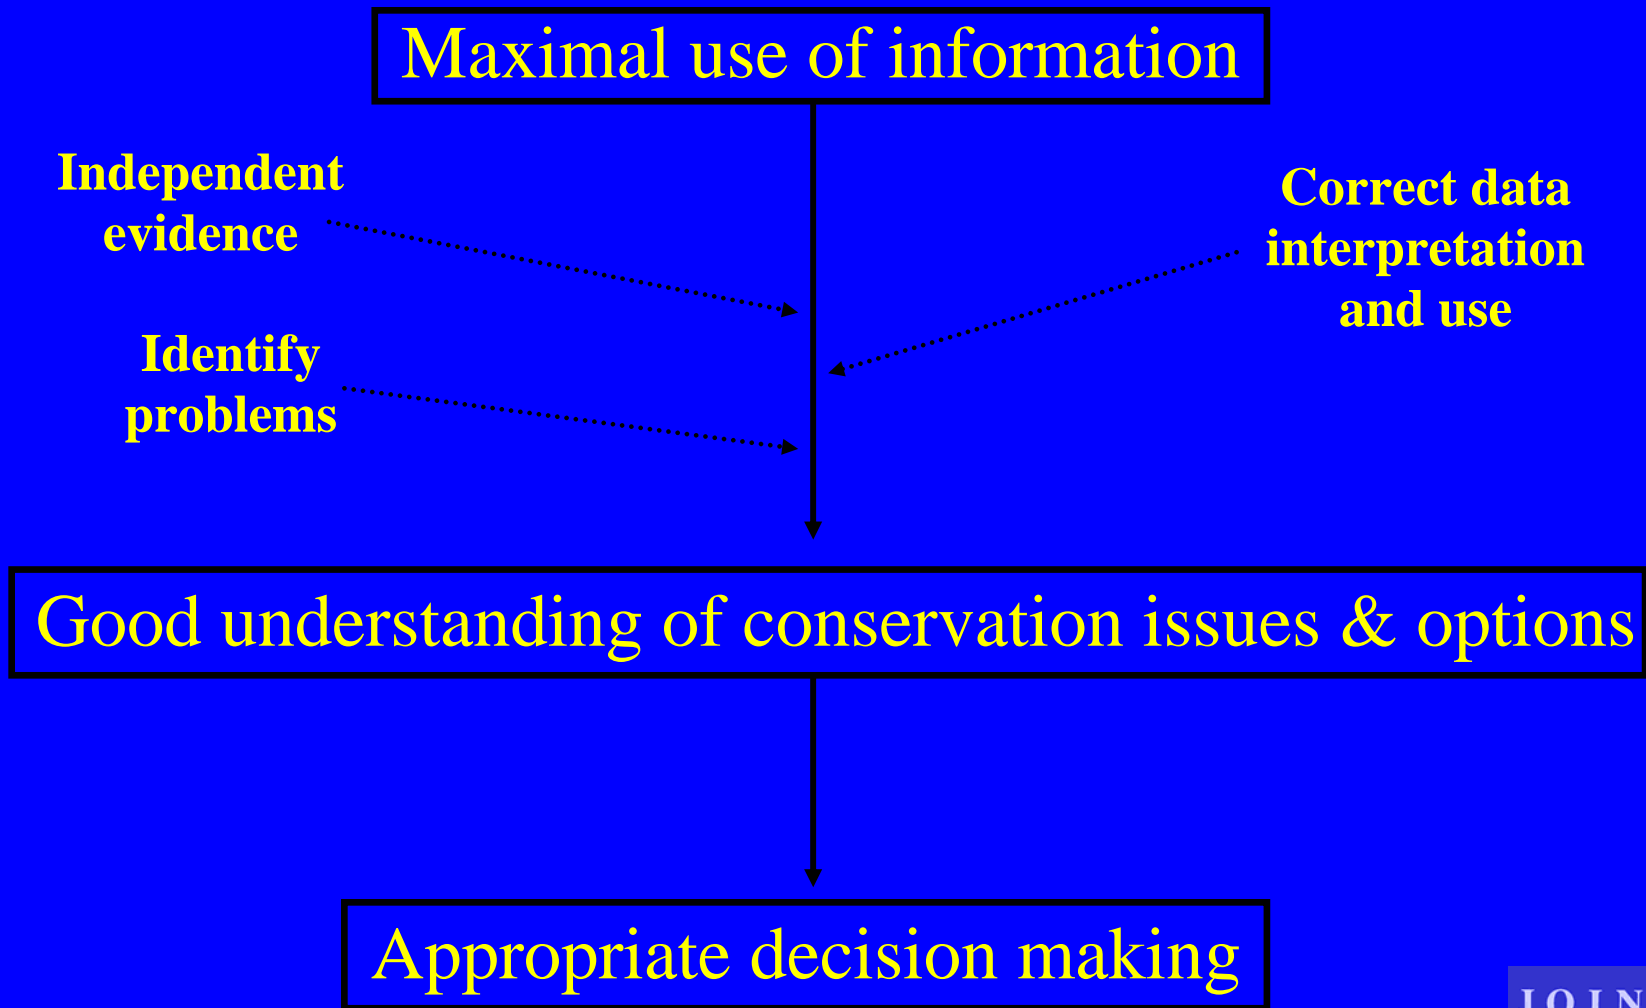 Maximal use of information
Independent
evidence
Correct data
interpretation
and use
Identify
problems
Good understanding of conservation issues & options
Appropriate decision making